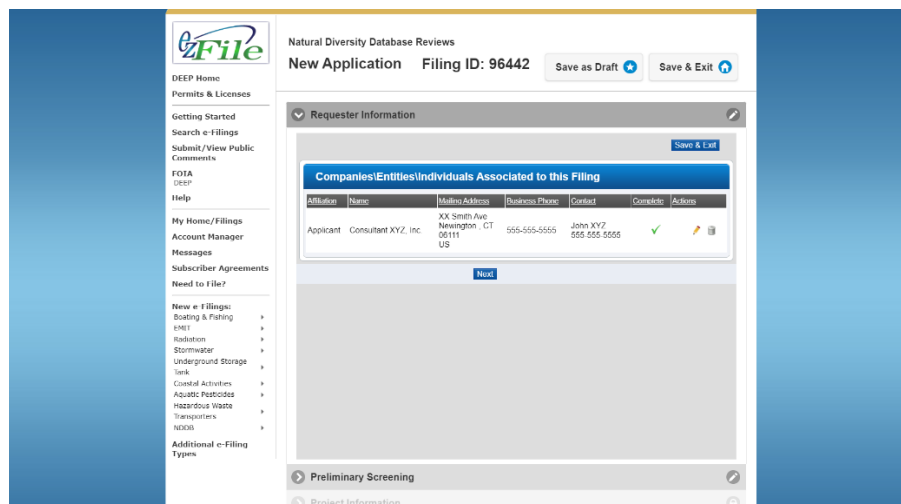 ezFile
Natural Diversity Database Reviews
New Application Filing ID: 96442
Save as Draft
Save & Exit
DEEP Home
Permits & Licenses
Getting Started
Search e-Filings
Submit/View Public
Comments
FOIA
DEEP
Help
My Home/Filings
Account Manager
Messages
Subscriber Agreements
Need to File?
New e-Filings:
Boating & Fishing
EMIT
Radiation
Stormwater
Underground Storage
Tank
Coastal Activities
Aquatic Pesticides
Hazardous Waste
Transporters
NDDB
Additional e-Filing
Types
Requester Information
Save & Exit
Companies\Entities\Individuals Associated to this Filing
Affiliation Name Mailing Address Business Phone Contact Complete Actions
Applicant Consultant XYZ, Inc. XX Smith Ave
Newington , CT
06111
US
555-555-5555 John XYZ
555-555-5555
Next
Preliminary Screening
Project Information